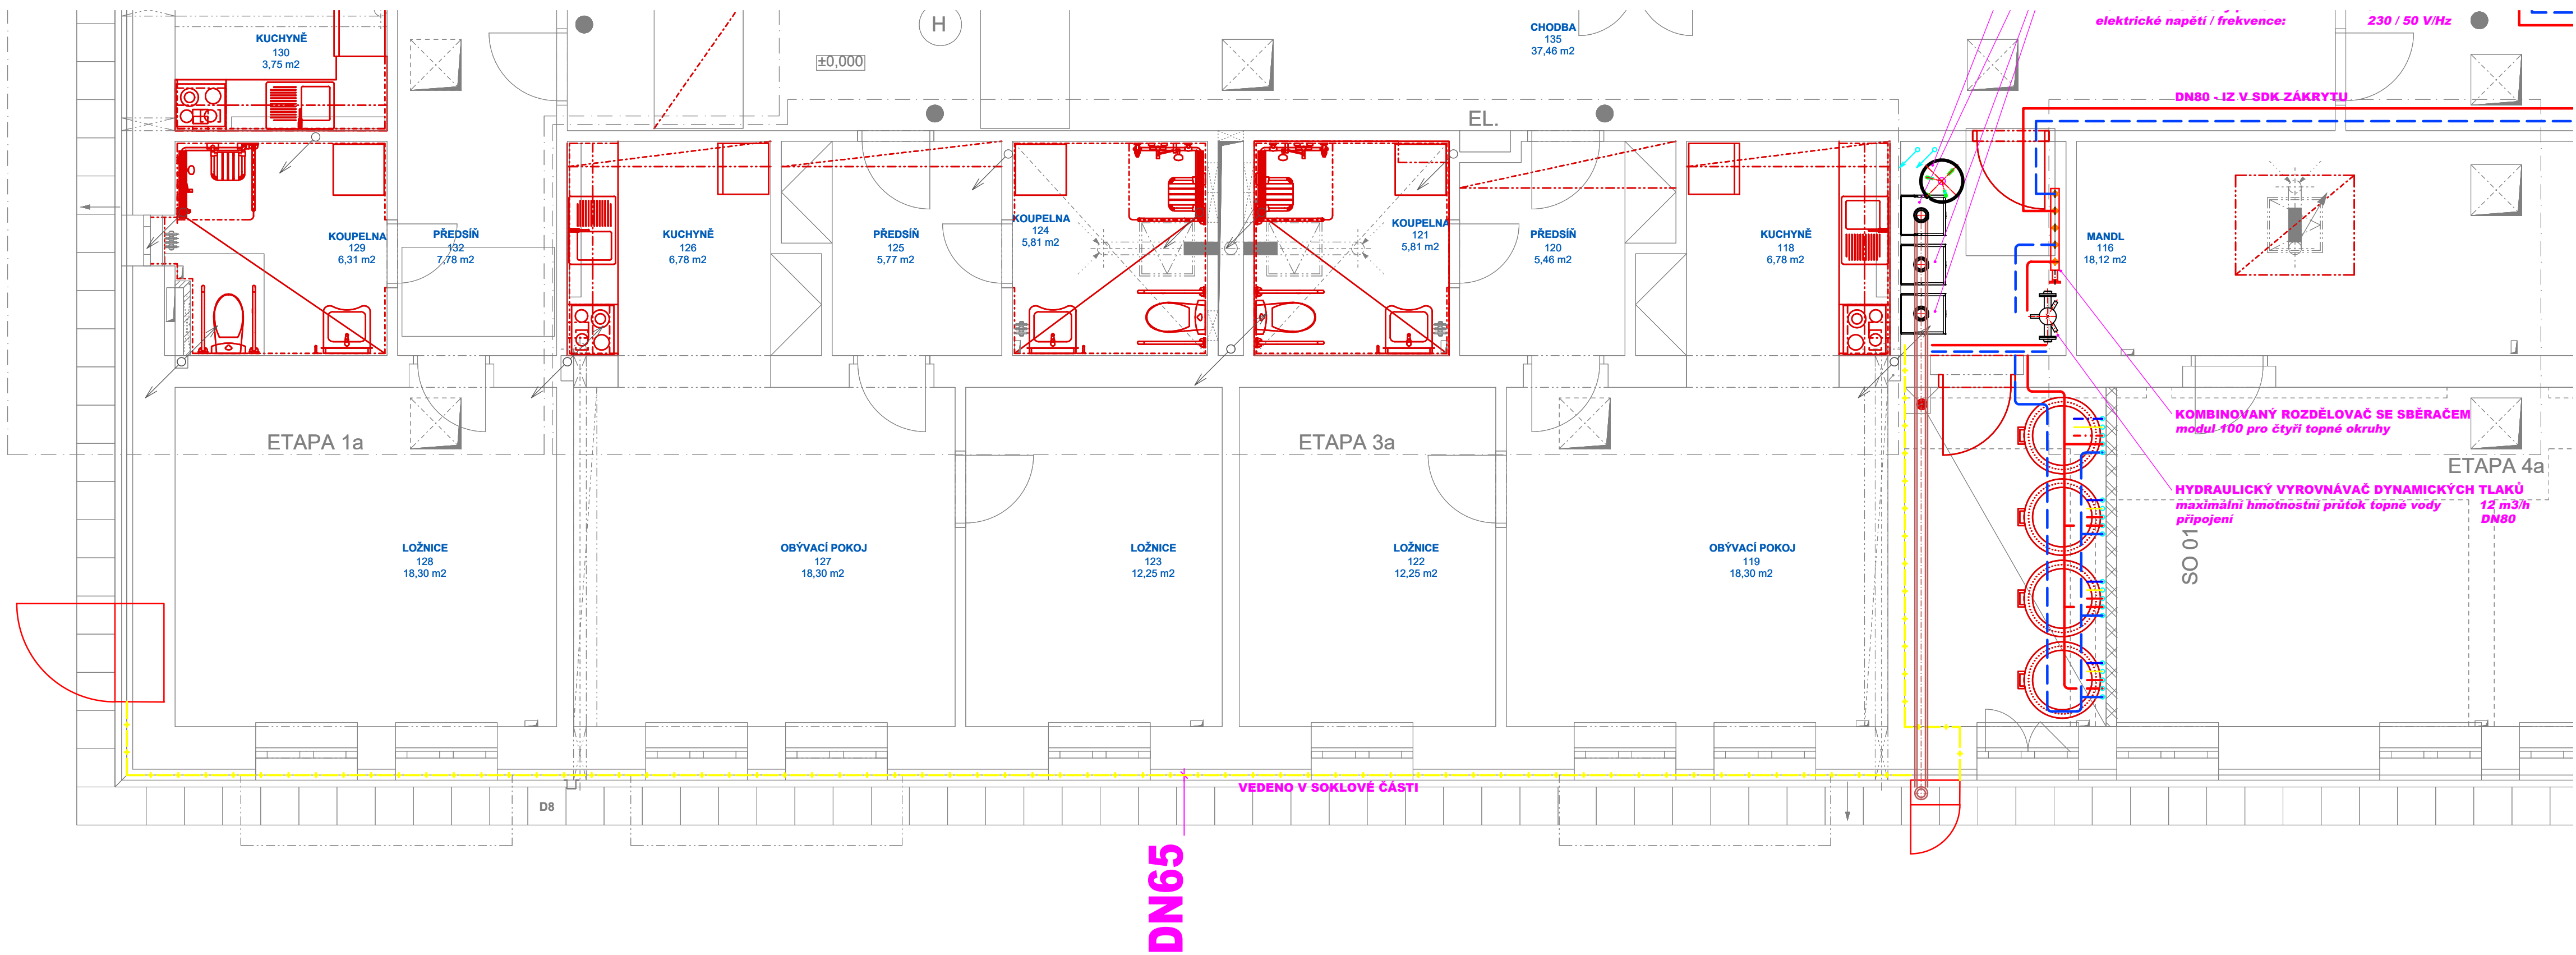 KUCHYNĚ
130
3,75 m2
H
±0,000
CHODBA
135
37,46 m2
elektrické napětí / frekvence: 230 / 50 V/Hz
DN80 - IZ V SDK ZÁKRYTU
EL.
KOUPELNA
129
6,31 m2
PŘEDSÍŇ
132
7,78 m2
KUCHYNĚ
126
6,78 m2
PŘEDSÍŇ
125
5,77 m2
KOUPELNA
124
5,81 m2
KOUPELNA
121
5,81 m2
PŘEDSÍŇ
120
5,46 m2
KUCHYNĚ
118
6,78 m2
MANDL
116
18,12 m2
KOMBINOVANÝ ROZDĚLOVAČ SE SBĚRAČEM
modul 100 pro čtyři topné okruhy
ETAPA 1a
ETAPA 3a
ETAPA 4a
HYDRAULICKÝ VYROVNÁVAČ DYNAMICKÝCH TLAKŮ
maximální hmotnostní průtok topné vody 12 m3/h
připojení DN80
SO 01
LOŽNICE
128
18,30 m2
OBÝVACÍ POKOJ
127
18,30 m2
LOŽNICE
123
12,25 m2
LOŽNICE
122
12,25 m2
OBÝVACÍ POKOJ
119
18,30 m2
VEDENO V SOKLOVÉ ČÁSTI
D8
DN65